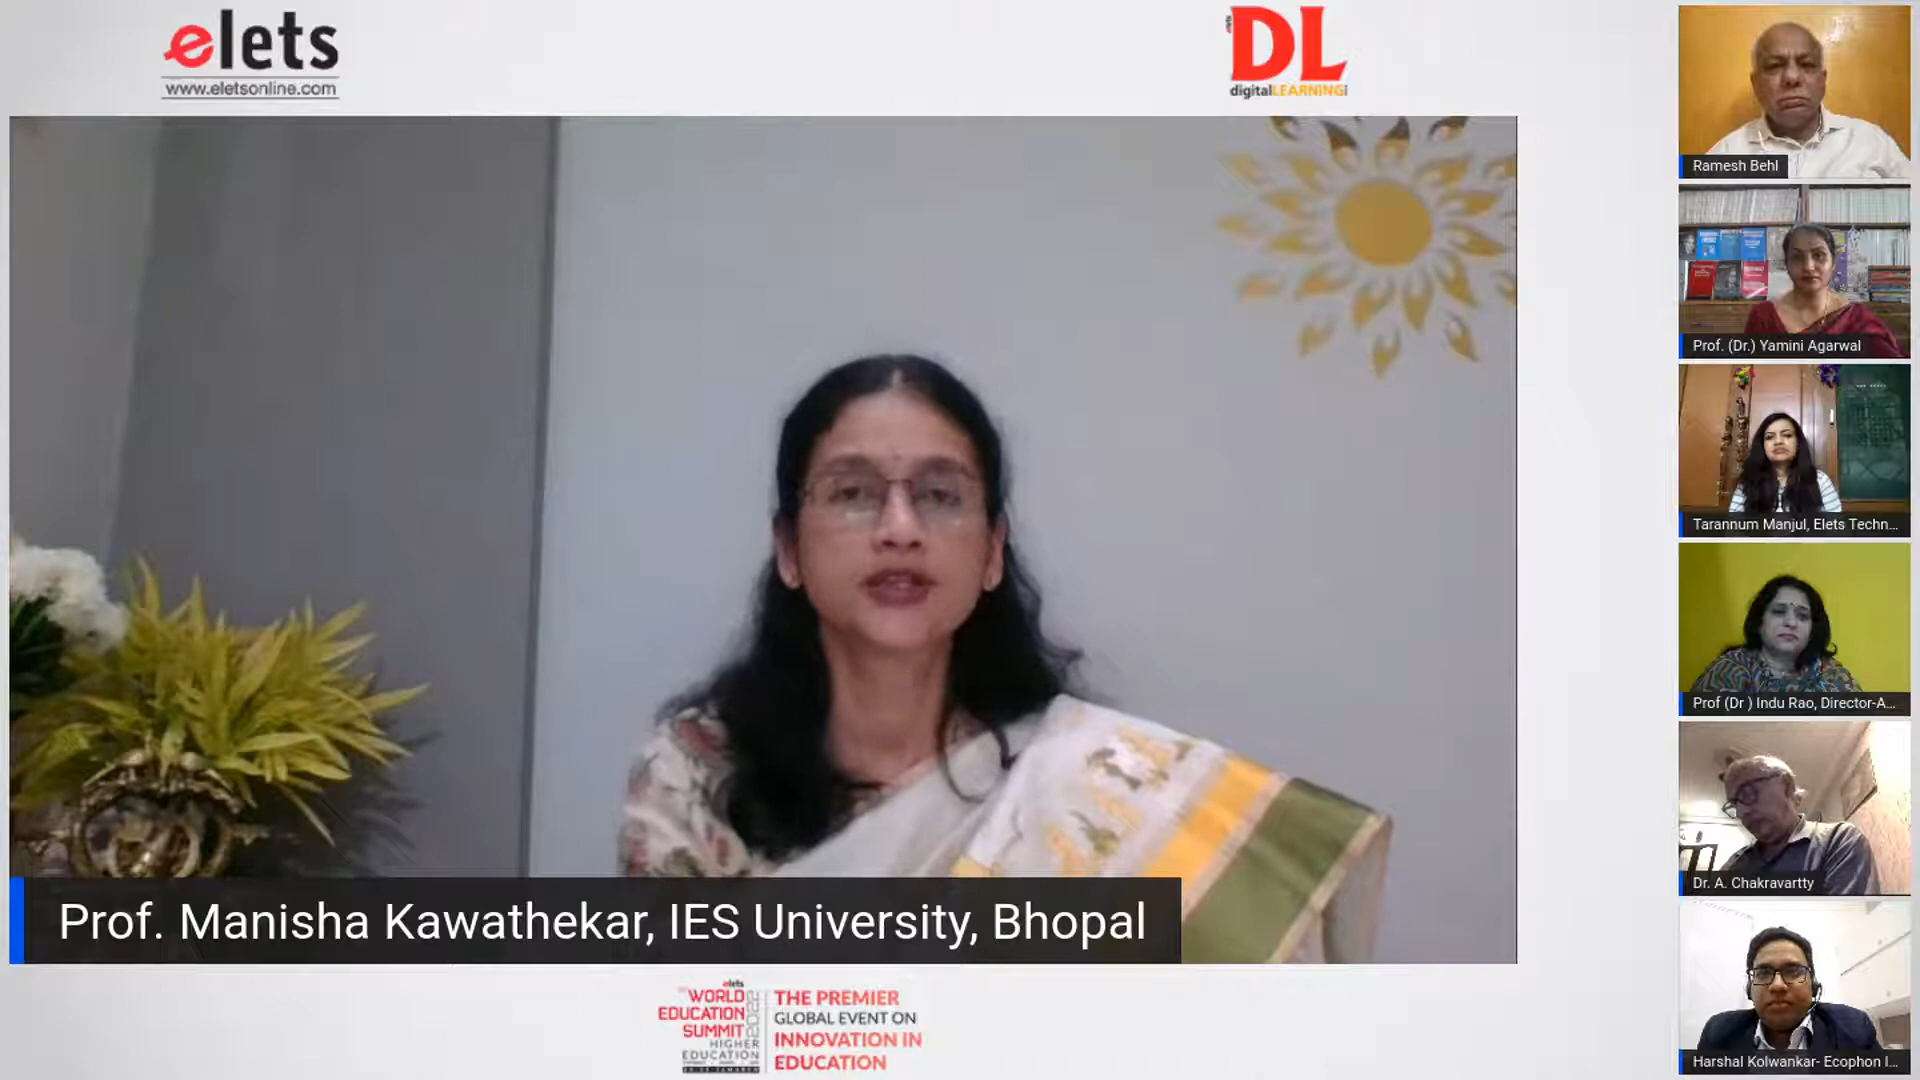 elets
www.eletsonline.com
DL
digitalLEARNING
Ramesh Behl
Prof. (Dr.) Yamini Agarwal
Tarannum Manjul, Elets Techn...
Prof (Dr ) Indu Rao, Director-A...
Dr. A. Chakravartty
Harshal Kolwankar- Ecophon I...
Prof. Manisha Kawathekar, IES University, Bhopal
elets
WORLD
EDUCATION
SUMMIT
2022
HIGHER
EDUCATION
THE PREMIER
GLOBAL EVENT ON
INNOVATION IN
EDUCATION